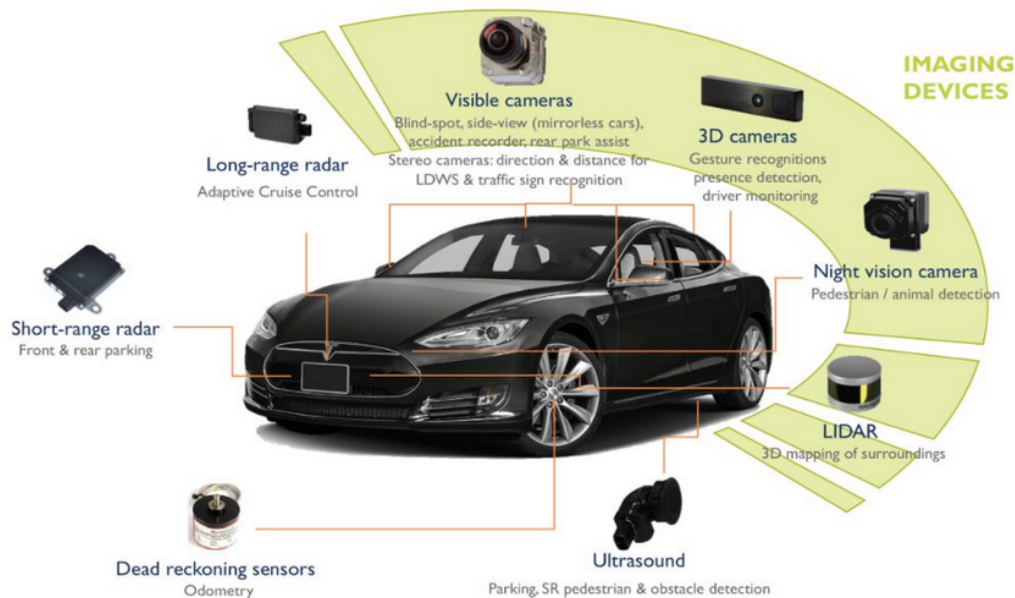 IMAGING
DEVICES
Visible cameras
Blind-spot, side-view (mirrorless cars),
accident recorder, rear park assist
Stereo cameras: direction & distance for
LDWS & traffic sign recognition
3D cameras
Gesture recognitions
presence detection,
driver monitoring
Long-range radar
Adaptive Cruise Control
Night vision camera
Pedestrian / animal detection
Short-range radar
Front & rear parking
LIDAR
3D mapping of surroundings
Ultrasound
Parking, SR pedestrian & obstacle detection
Dead reckoning sensors
Odometry